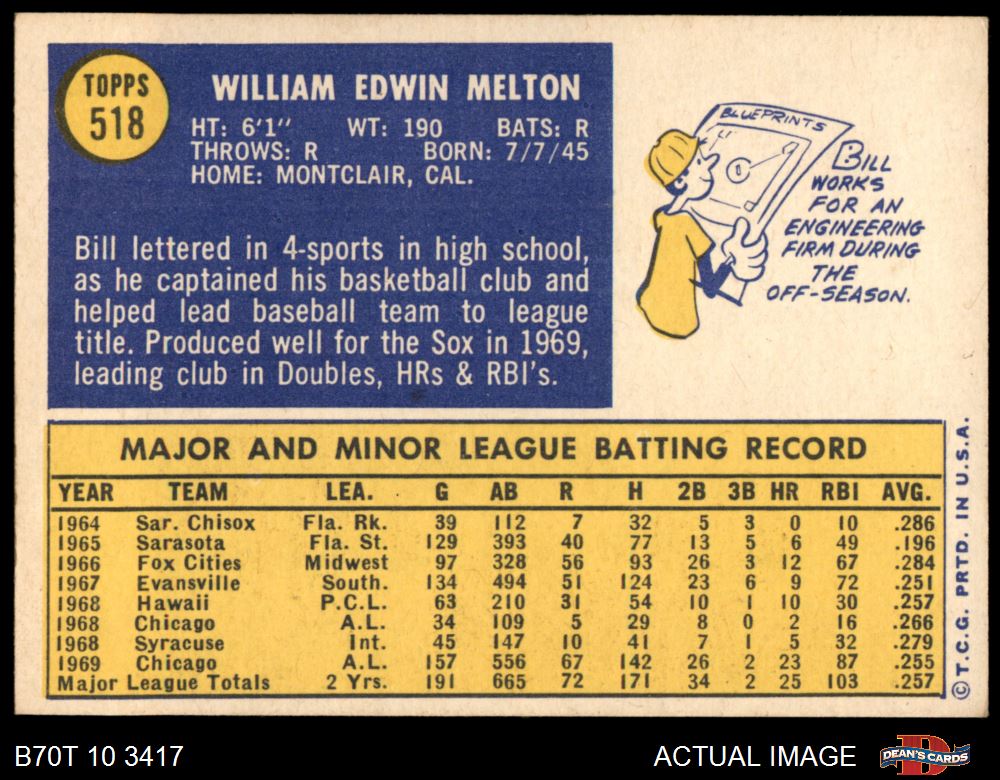 TOPPS
518
WILLIAM EDWIN MELTON
HT: 6'1" WT: 190 BATS: R
THROWS: R BORN: 7/7/45
HOME: MONTCLAIR, CAL.
Bill lettered in 4-sports in high school,
as he captained his basketball club and
helped lead baseball team to league
title. Produced well for the Sox in 1969,
leading club in Doubles, HRs & RBI's.
BLUEPRINTS
BILL
WORKS
FOR AN
ENGINEERING
FIRM DURING
THE
OFF-SEASON.
MAJOR AND MINOR LEAGUE BATTING RECORD
YEAR TEAM LEA. G AB R H 2B 3B HR RBI AVG.
1964 Sar. Chisox Fla. Rk. 39 112 7 32 5 3 0 10 .286
1965 Sarasota Fla. St. 129 393 40 77 13 5 6 49 .196
1966 Fox Cities Midwest 97 328 56 93 26 3 12 67 .284
1967 Evansville South. 134 494 51 124 23 6 9 72 .251
1968 Hawaii P.C.L. 63 210 31 54 10 1 10 30 .257
1968 Chicago A.L. 34 109 5 29 8 0 2 16 .266
1968 Syracuse Int. 45 147 10 41 7 1 5 32 .279
1969 Chicago A.L. 157 556 67 142 26 2 23 87 .255
Major League Totals 2 Yrs. 191 665 72 171 34 2 25 103 .257
© T.C.G. PRTD. IN U.S.A.
B70T 10 3417
ACTUAL IMAGE
DEAN'S CARDS